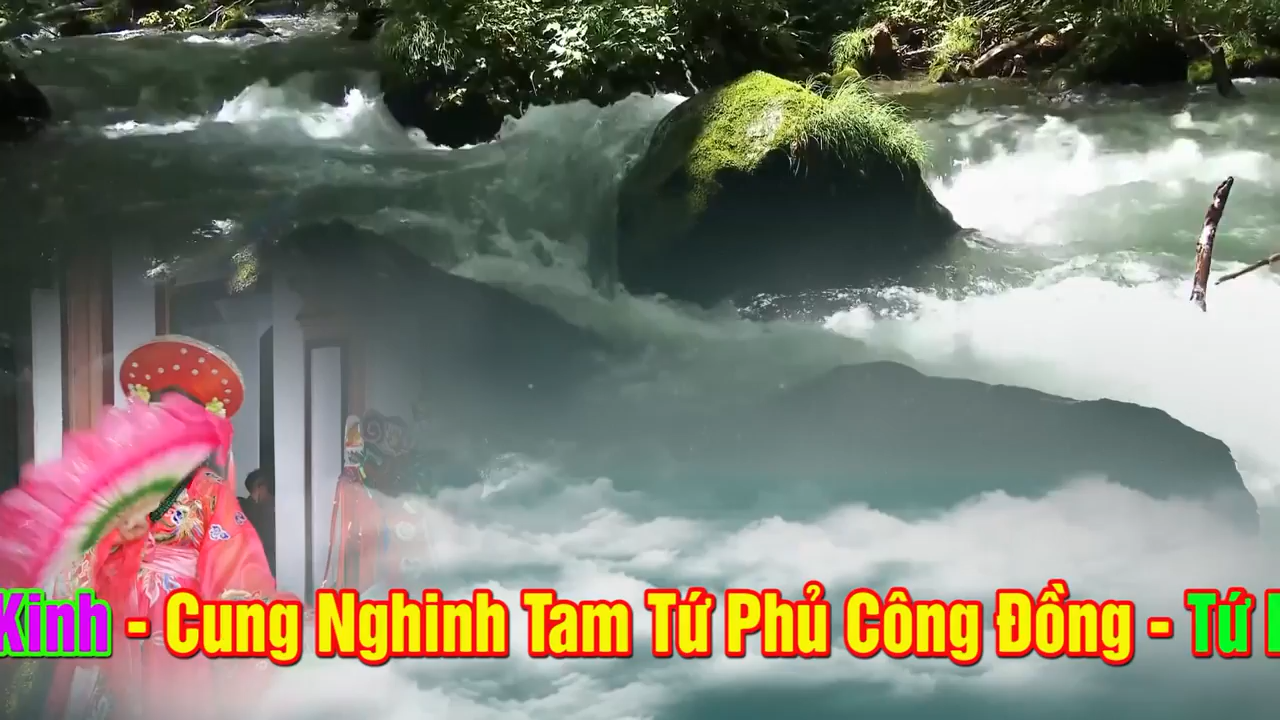 Kinh - Cung Nghinh Tam Tứ Phủ Công Đồng - Tứ